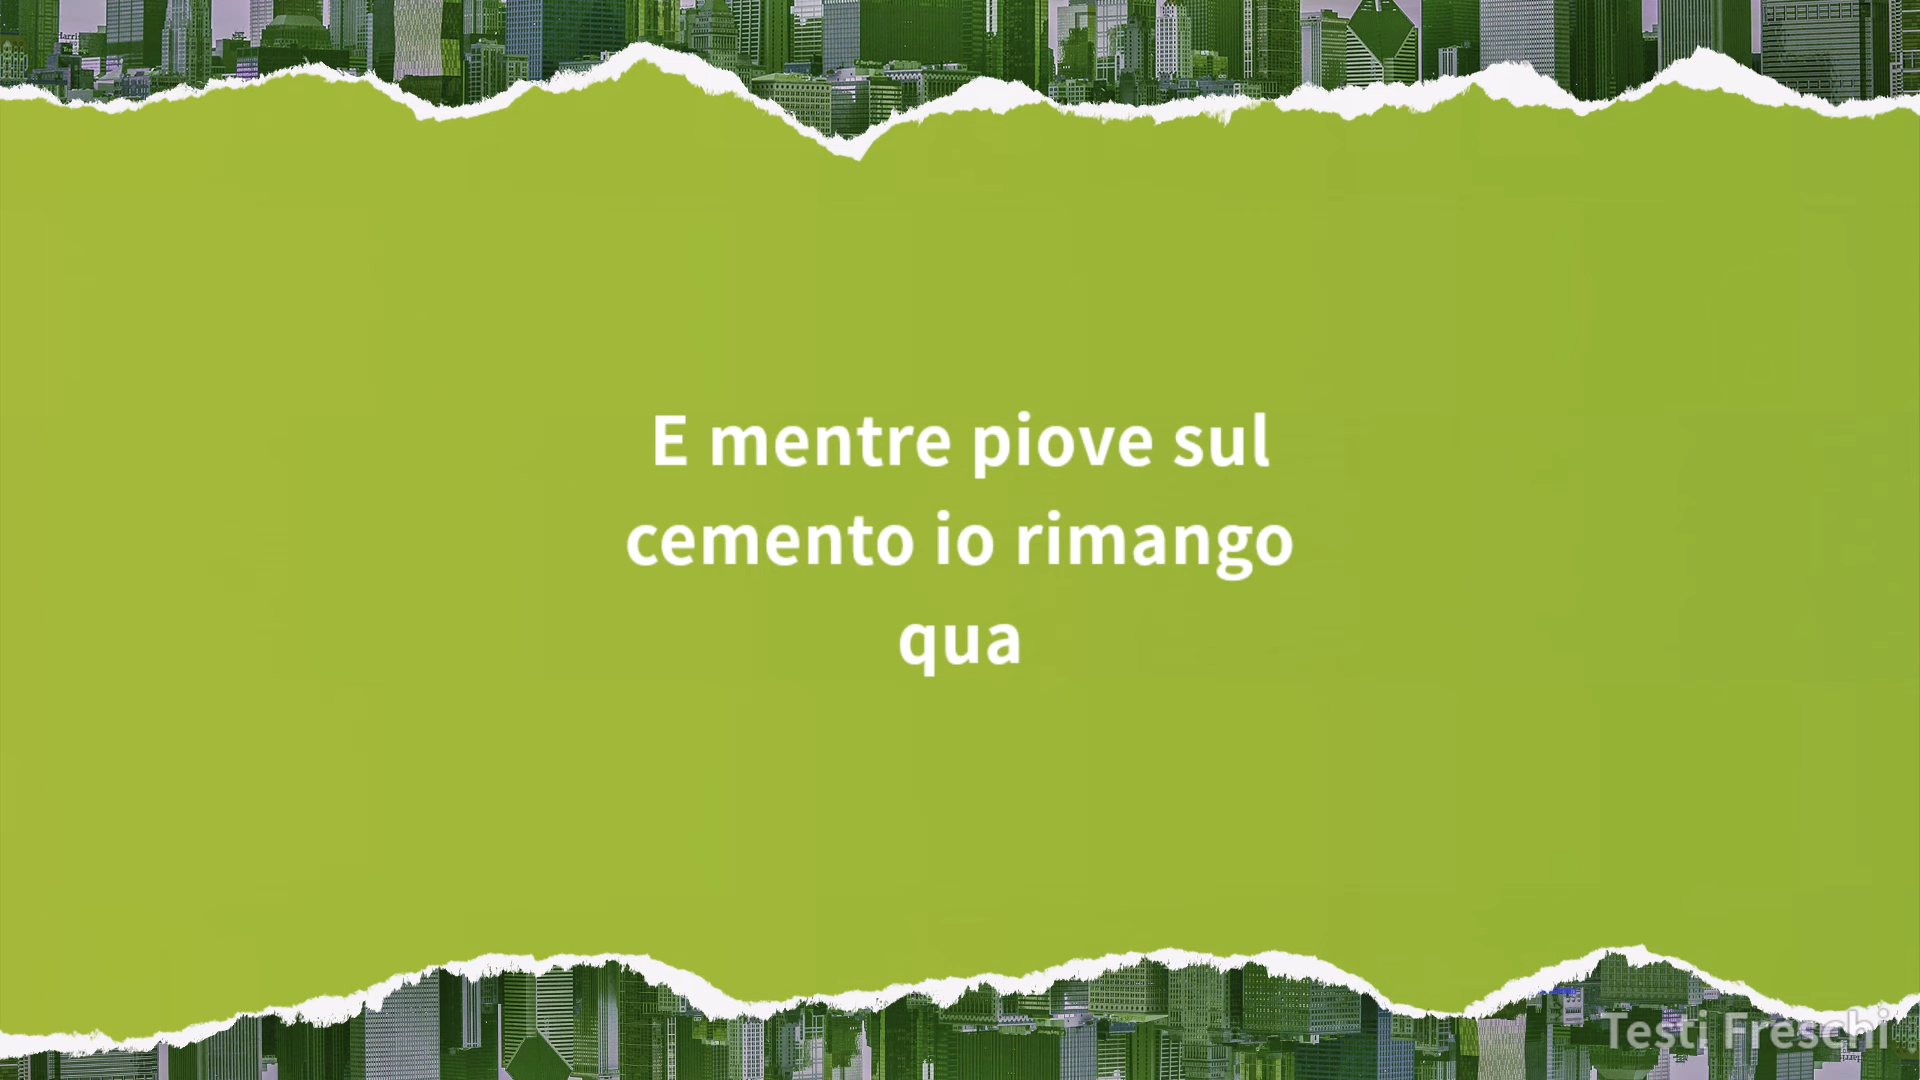 E mentre piove sul
cemento io rimango
qua
Testi Freschi